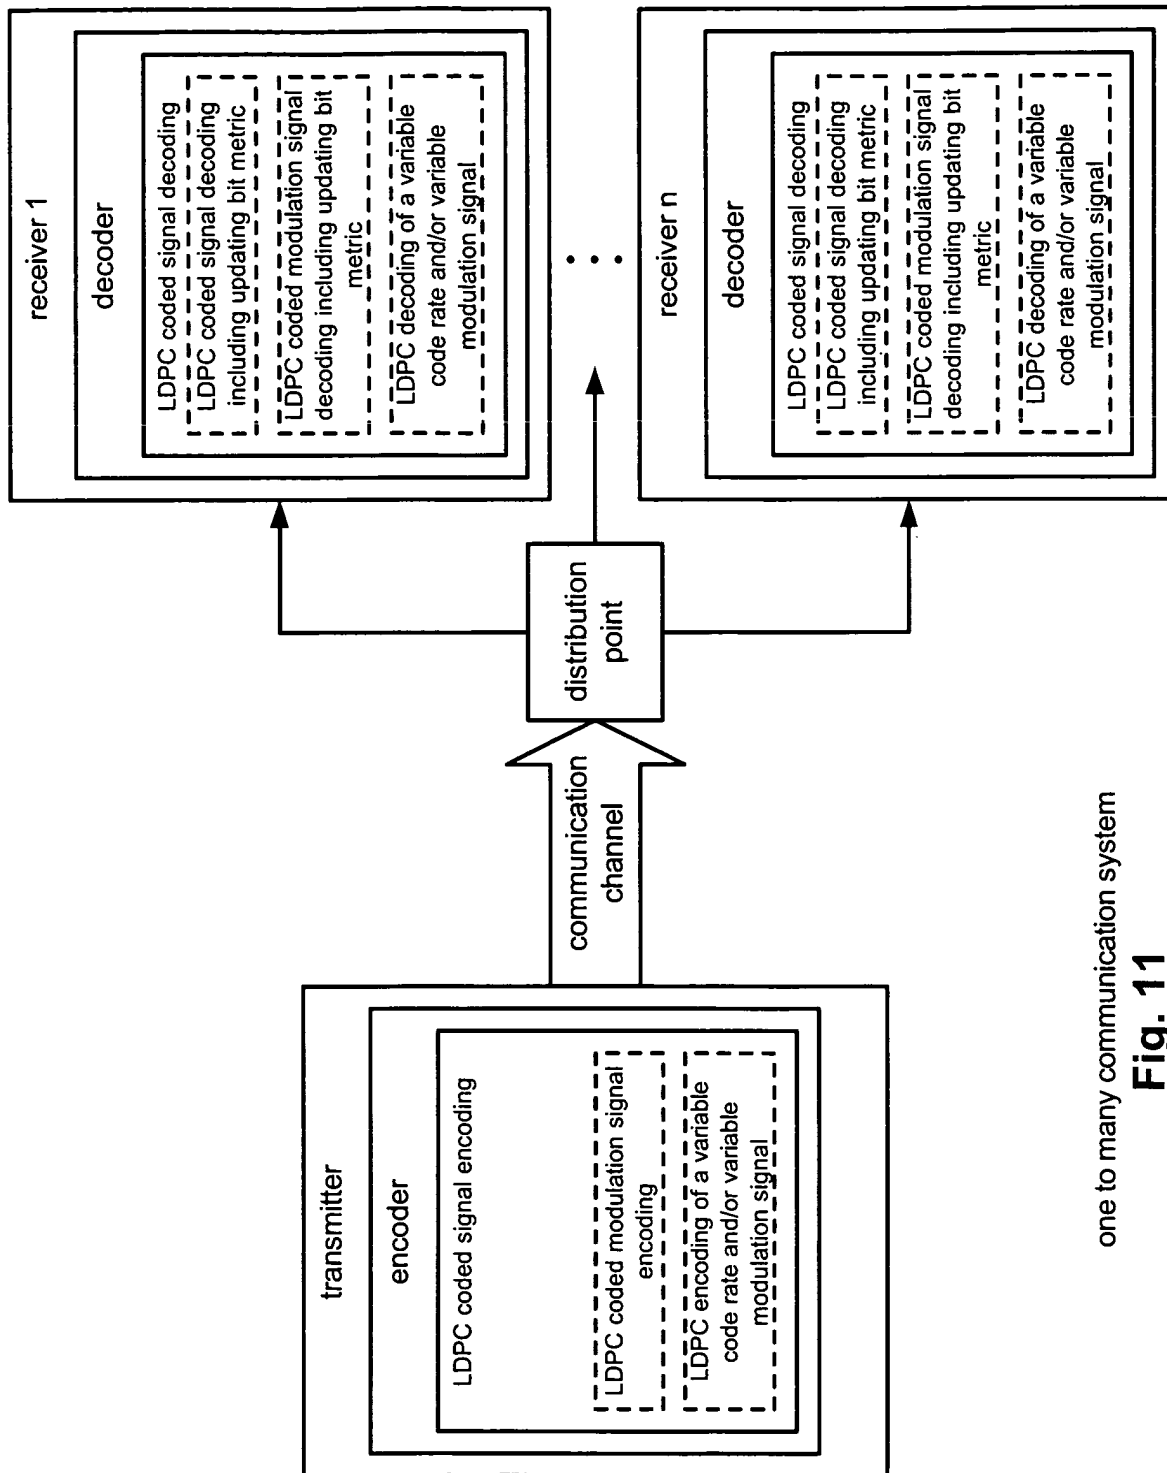 transmitter
encoder
LDPC coded signal encoding
LDPC coded modulation signal
encoding
LDPC encoding of a variable
code rate and/or variable
modulation signal
communication
channel
distribution
point
receiver 1
decoder
LDPC coded signal decoding
LDPC coded signal decoding
including updating bit metric
LDPC coded modulation signal
decoding including updating bit
metric
LDPC decoding of a variable
code rate and/or variable
modulation signal
receiver n
decoder
LDPC coded signal decoding
LDPC coded signal decoding
including updating bit metric
LDPC coded modulation signal
decoding including updating bit
metric
LDPC decoding of a variable
code rate and/or variable
modulation signal
one to many communication system
Fig. 11